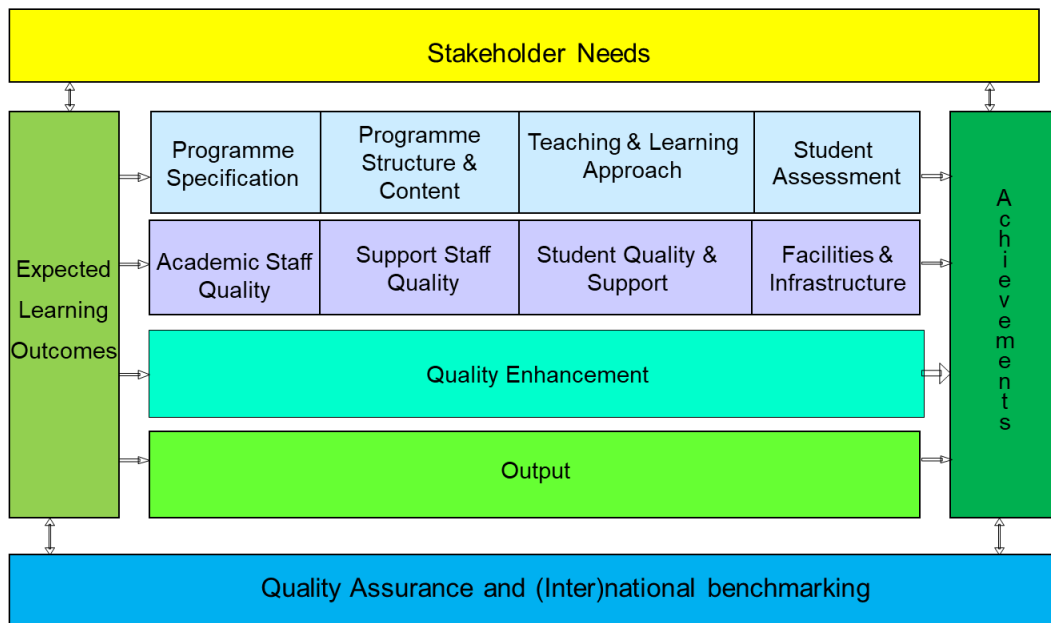 Stakeholder Needs
Expected
Learning
Outcomes
Programme
Specification
Programme
Structure &
Content
Teaching & Learning
Approach
Student
Assessment
Academic Staff
Quality
Support Staff
Quality
Student Quality &
Support
Facilities &
Infrastructure
Quality Enhancement
Output
Achievements
Quality Assurance and (Inter)national benchmarking